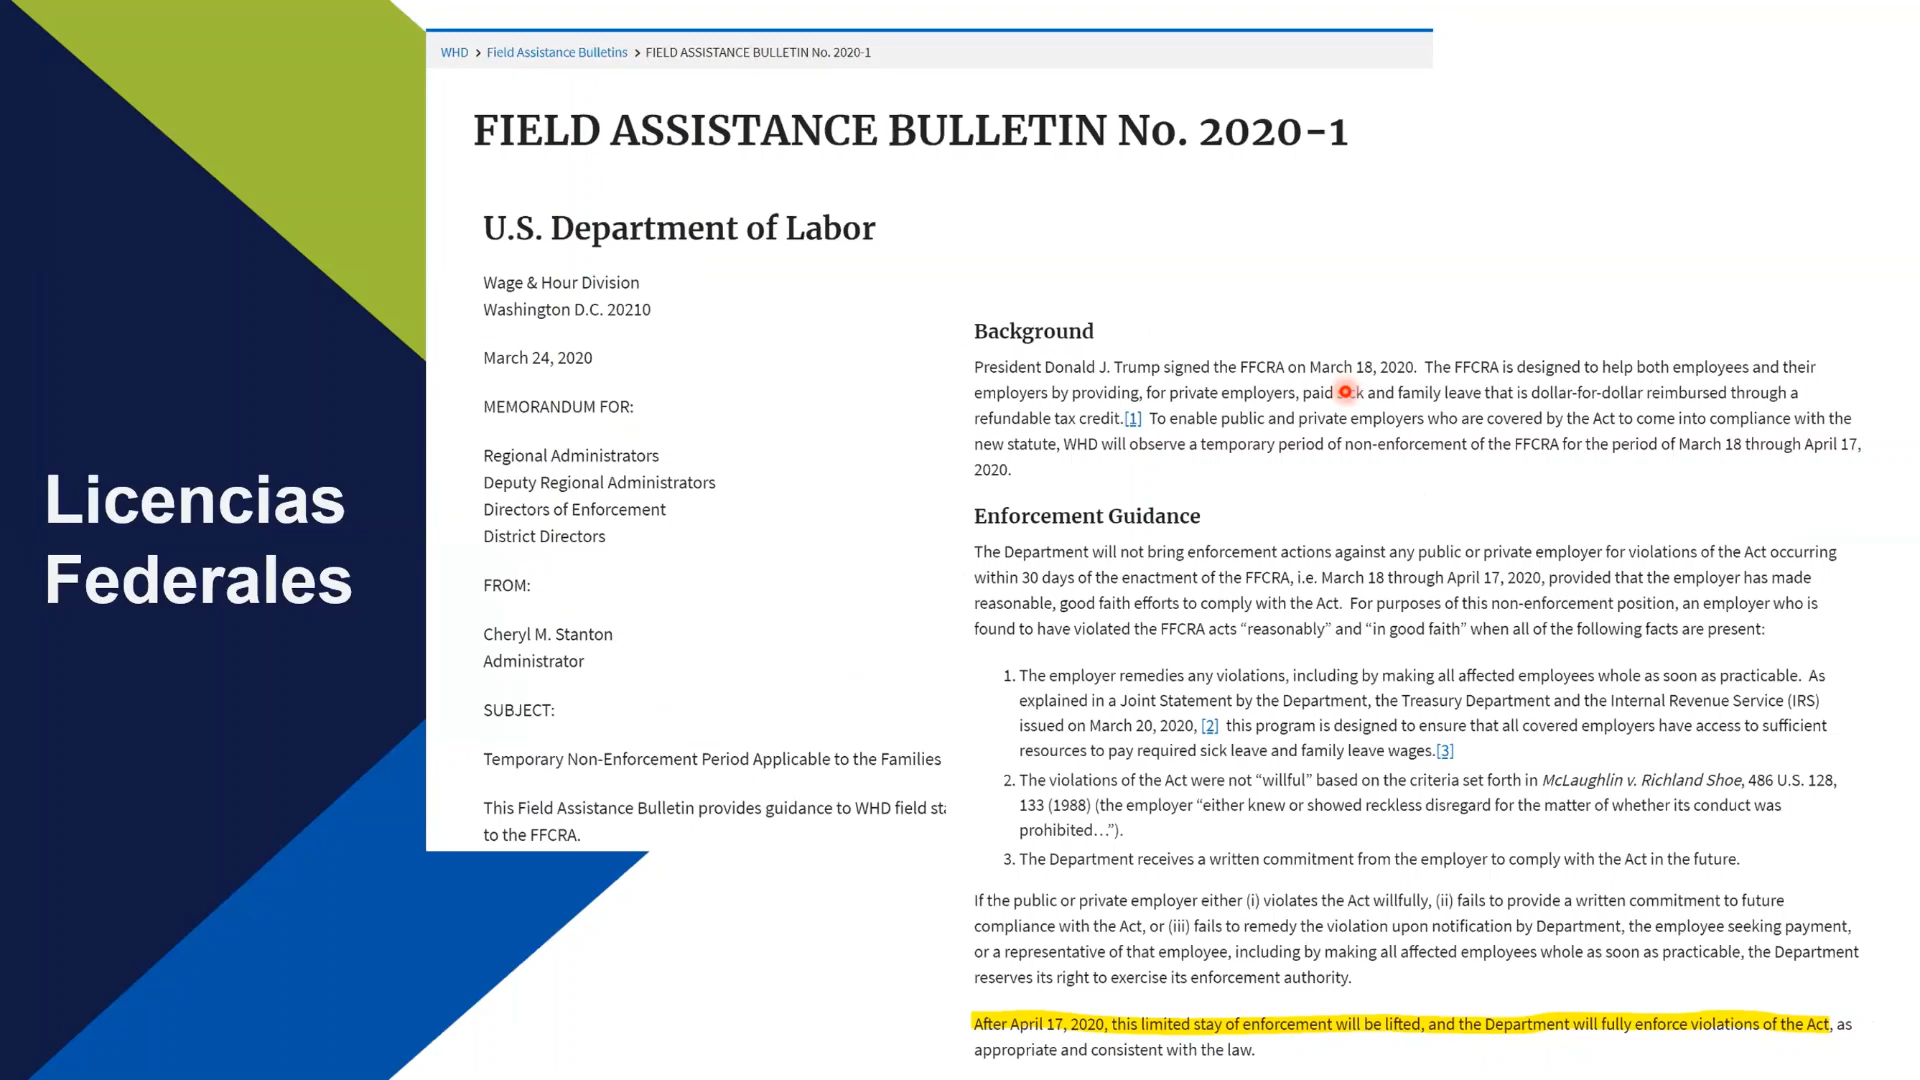 Licencias
Federales
WHD > Field Assistance Bulletins > FIELD ASSISTANCE BULLETIN No. 2020-1
FIELD ASSISTANCE BULLETIN No. 2020-1
U.S. Department of Labor
Wage & Hour Division
Washington D.C. 20210
March 24, 2020
MEMORANDUM FOR:
Regional Administrators
Deputy Regional Administrators
Directors of Enforcement
District Directors
FROM:
Cheryl M. Stanton
Administrator
SUBJECT:
Temporary Non-Enforcement Period Applicable to the Families
This Field Assistance Bulletin provides guidance to WHD field
to the FFCRA.
Background
President Donald J. Trump signed the FFCRA on March 18, 2020. The FFCRA is designed to help both employees and their
employers by providing, for private employers, paid and family leave that is dollar-for-dollar reimbursed through a
refundable tax credit.[1] To enable public and private employers who are covered by the Act to come into compliance with the
new statute, WHD will observe a temporary period of non-enforcement of the FFCRA for the period of March 18 through April 17,
2020.
Enforcement Guidance
The Department will not bring enforcement actions against any public or private employer for violations of the Act occurring
within 30 days of the enactment of the FFCRA, i.e. March 18 through April 17, 2020, provided that the employer has made
reasonable, good faith efforts to comply with the Act. For purposes of this non-enforcement position, an employer who is
found to have violated the FFCRA acts “reasonably” and “in good faith” when all of the following facts are present:
1. The employer remedies any violations, including by making all affected employees whole as soon as practicable. As
explained in a Joint Statement by the Department, the Treasury Department and the Internal Revenue Service (IRS)
issued on March 20, 2020, [2] this program is designed to ensure that all covered employers have access to sufficient
resources to pay required sick leave and family leave wages.[3]
2. The violations of the Act were not “willful” based on the criteria set forth in McLaughlin v. Richland Shoe, 486 U.S. 128,
133 (1988) (the employer “either knew or showed reckless disregard for the matter of whether its conduct was
prohibited…”).
3. The Department receives a written commitment from the employer to comply with the Act in the future.
If the public or private employer either (i) violates the Act willfully, (ii) fails to provide a written commitment to future
compliance with the Act, or (iii) fails to remedy the violation upon notification by Department, the employee seeking payment,
or a representative of that employee, including by making all affected employees whole as soon as practicable, the Department
reserves its right to exercise its enforcement authority.
After April 17, 2020, this limited stay of enforcement will be lifted, and the Department will fully enforce violations of the Act, as
appropriate and consistent with the law.